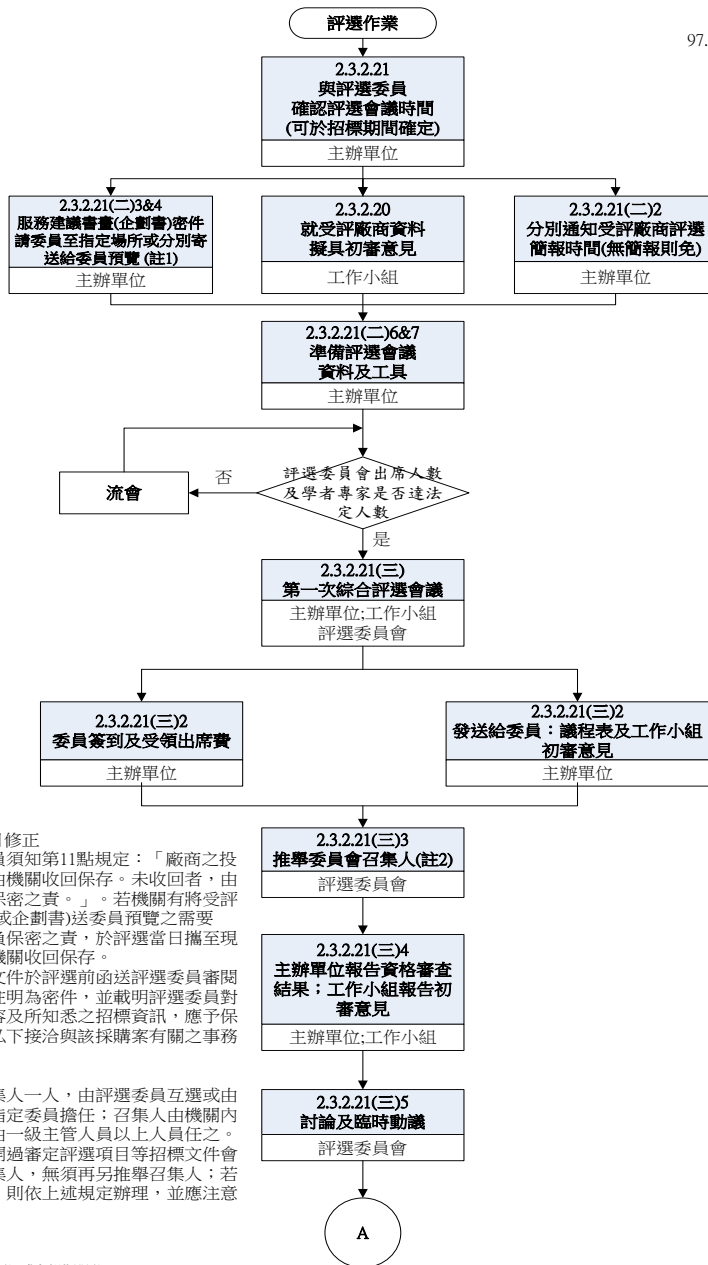 評選作業
97.
2.3.2.21
與評選委員
確認評選會議時間
(可於招標期間確定)
主辦單位
2.3.2.21(二)3&4
服務建議書畫(企劃書)密件
請委員至指定場所或分別寄
送給委員預覽 (註1)
主辦單位
2.3.2.20
就受評廠商資料
擬具初審意見
工作小組
2.3.2.21(二)2
分別通知受評廠商評選
簡報時間(無簡報則免)
主辦單位
2.3.2.21(二)6&7
準備評選會議
資料及工具
主辦單位
評選委員會出席人數
及學者專家是否達法
定人數
否
流會
是
2.3.2.21(三)
第一次綜合評選會議
主辦單位;工作小組
評選委員會
2.3.2.21(三)2
委員簽到及受領出席費
主辦單位
2.3.2.21(三)2
發送給委員：議程表及工作小組
初審意見
主辦單位
2.3.2.21(三)3
推舉委員會召集人(註2)
評選委員會
2.3.2.21(三)4
主辦單位報告資格審查
結果：工作小組報告初
審意見
主辦單位;工作小組
2.3.2.21(三)5
討論及臨時動議
評選委員會
A
修正
員須知第11點規定：「廠商之投
由機關收回保存。未收回者，由
保密之責。」。若機關有將受評
或企劃書)送委員預覽之需要
負保密之責，於評選當日攜至現
機關收回保存。
文件於評選前函送評選委員審閱
注明為密件，並載明評選委員對
容及所知悉之招標資訊，應予保
私下接洽與該採購案有關之事務
集人一人，由評選委員互選或由
指定委員擔任；召集人由機關內
由一級主管人員以上人員任之。
開過審定評選項目等招標文件會
集人，無須再另推舉召集人；若
則依上述規定辦理，並應注意